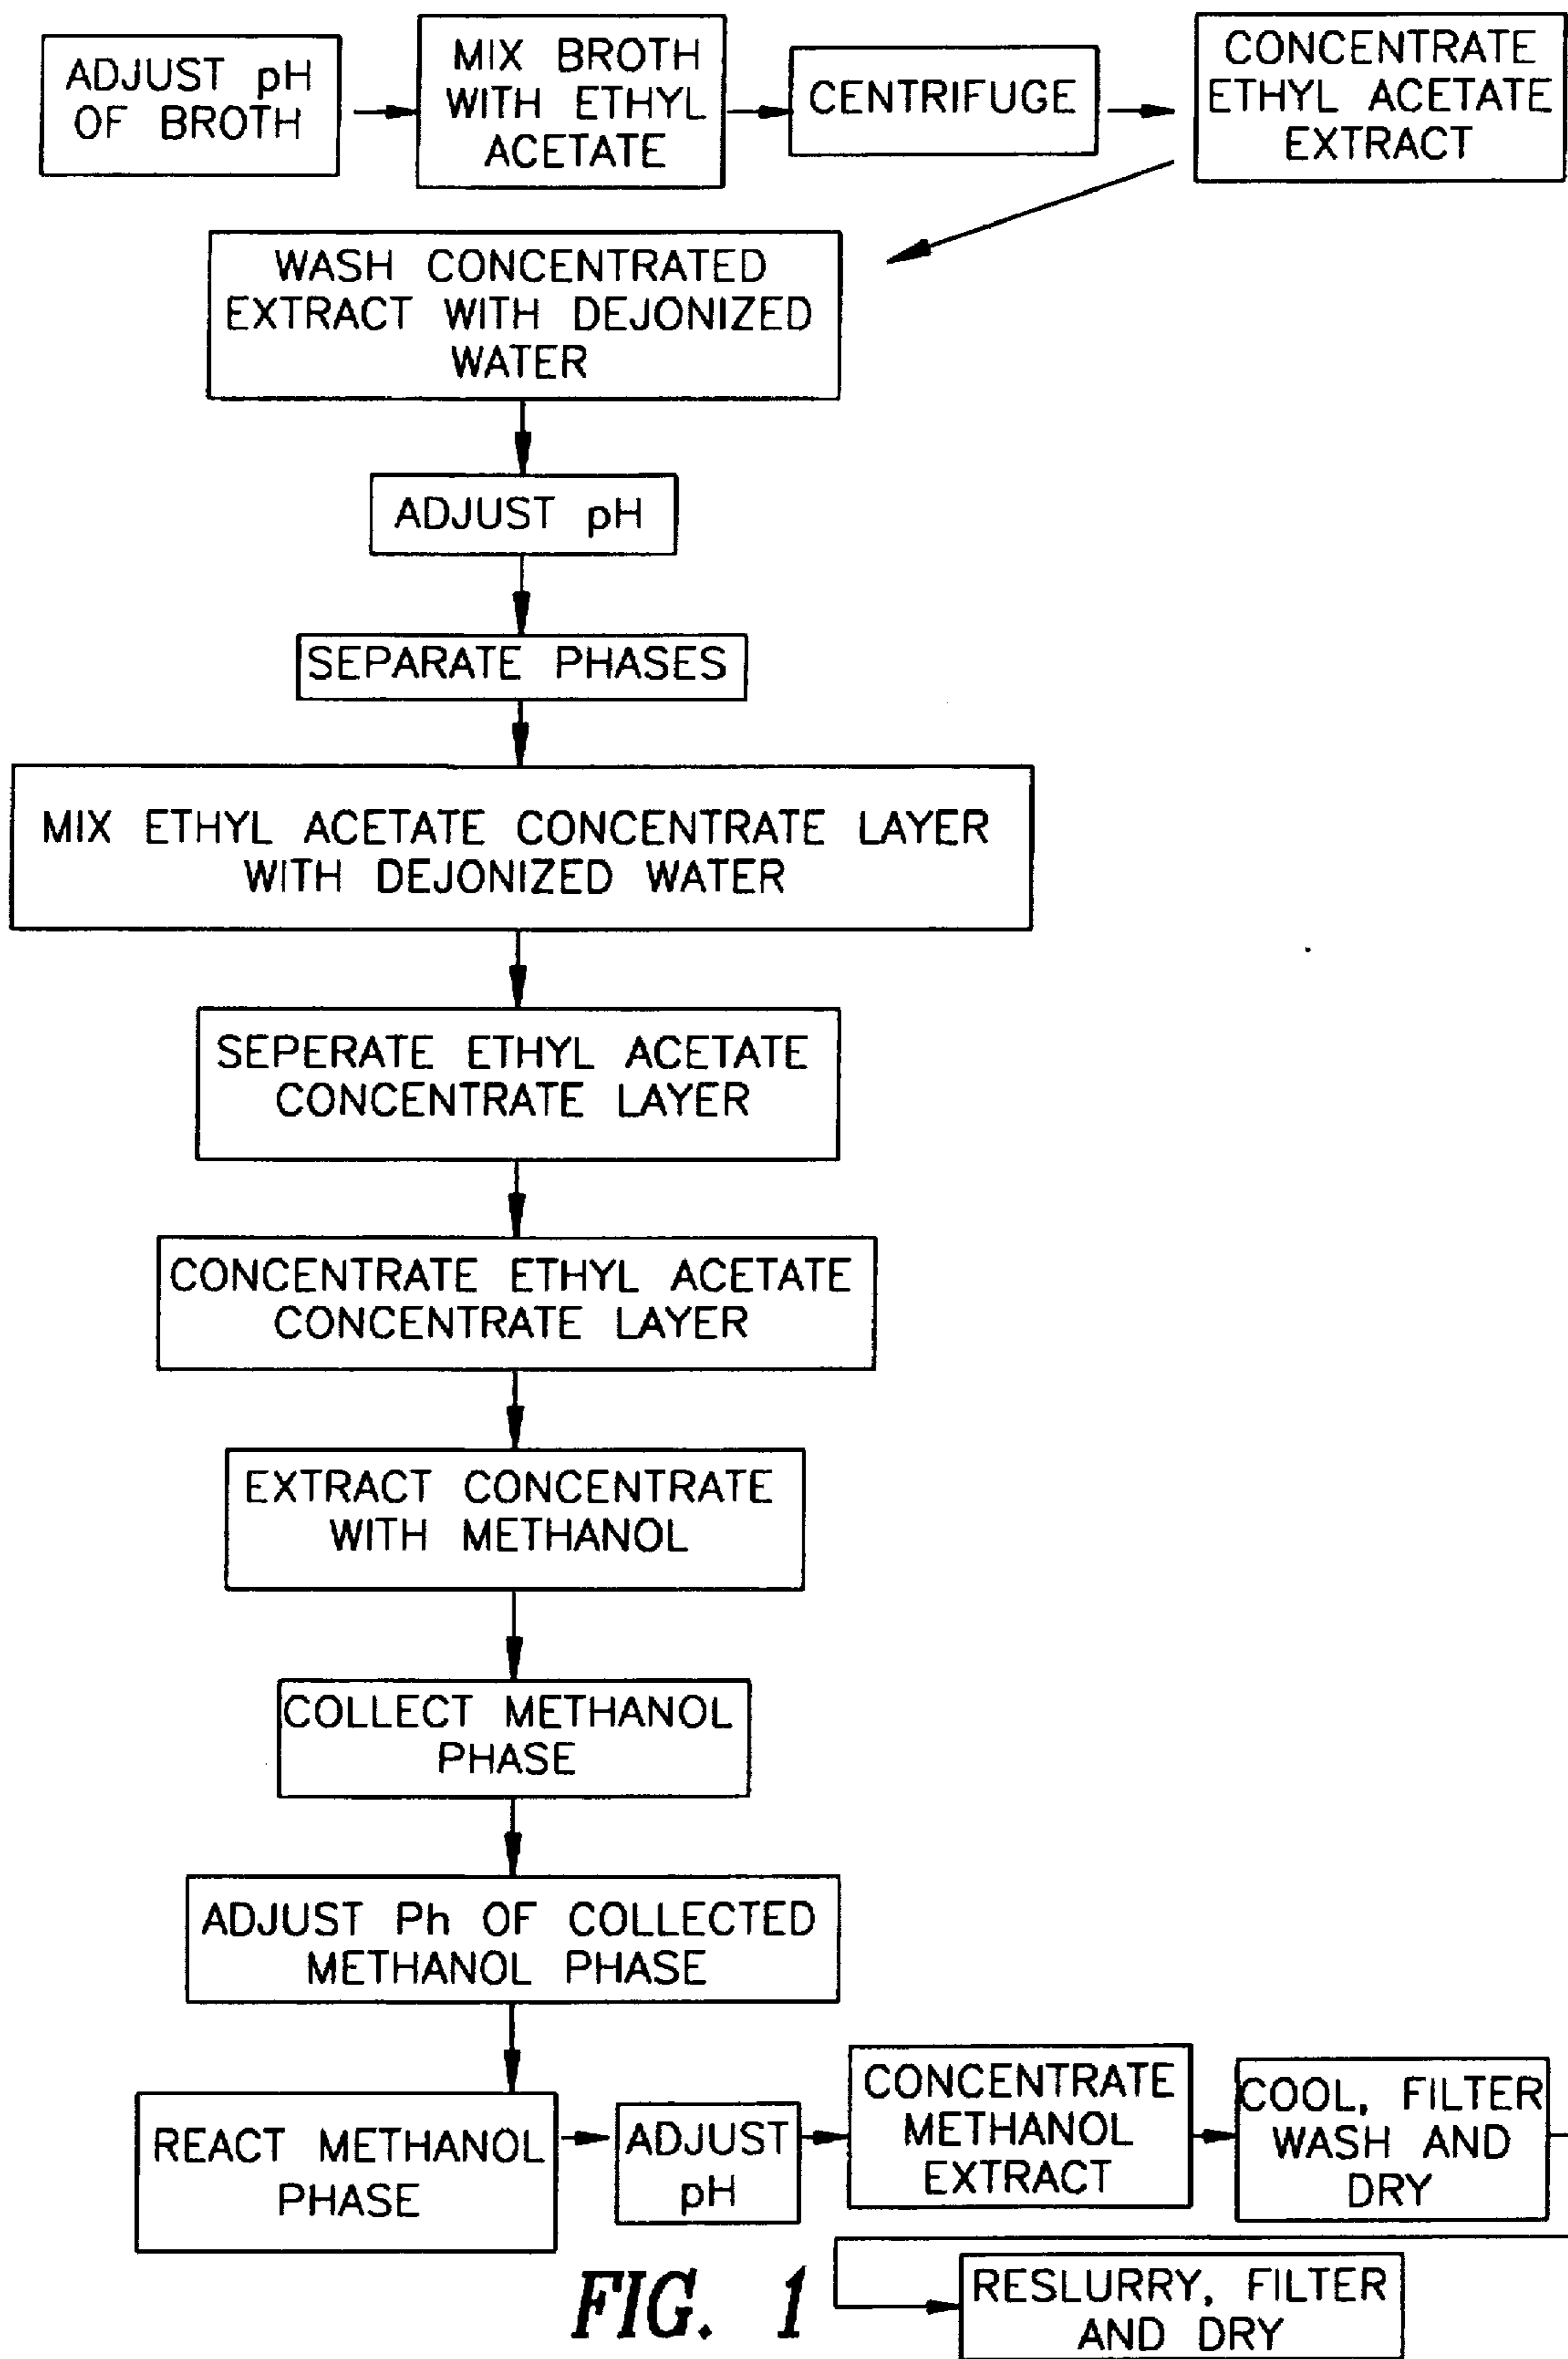 ADJUST pH
OF BROTH
MIX BROTH
WITH ETHYL
ACETATE
CENTRIFUGE
CONCENTRATE
ETHYL ACETATE
EXTRACT
WASH CONCENTRATED
EXTRACT WITH DEJONIZED
WATER
ADJUST pH
SEPARATE PHASES
MIX ETHYL ACETATE CONCENTRATE LAYER
WITH DEJONIZED WATER
SEPERATE ETHYL ACETATE
CONCENTRATE LAYER
CONCENTRATE ETHYL ACETATE
CONCENTRATE LAYER
EXTRACT CONCENTRATE
WITH METHANOL
COLLECT METHANOL
PHASE
ADJUST Ph OF COLLECTED
METHANOL PHASE
REACT METHANOL
PHASE
ADJUST
pH
CONCENTRATE
METHANOL
EXTRACT
COOL, FILTER
WASH AND
DRY
RESLURRY, FILTER
AND DRY
FIG. 1